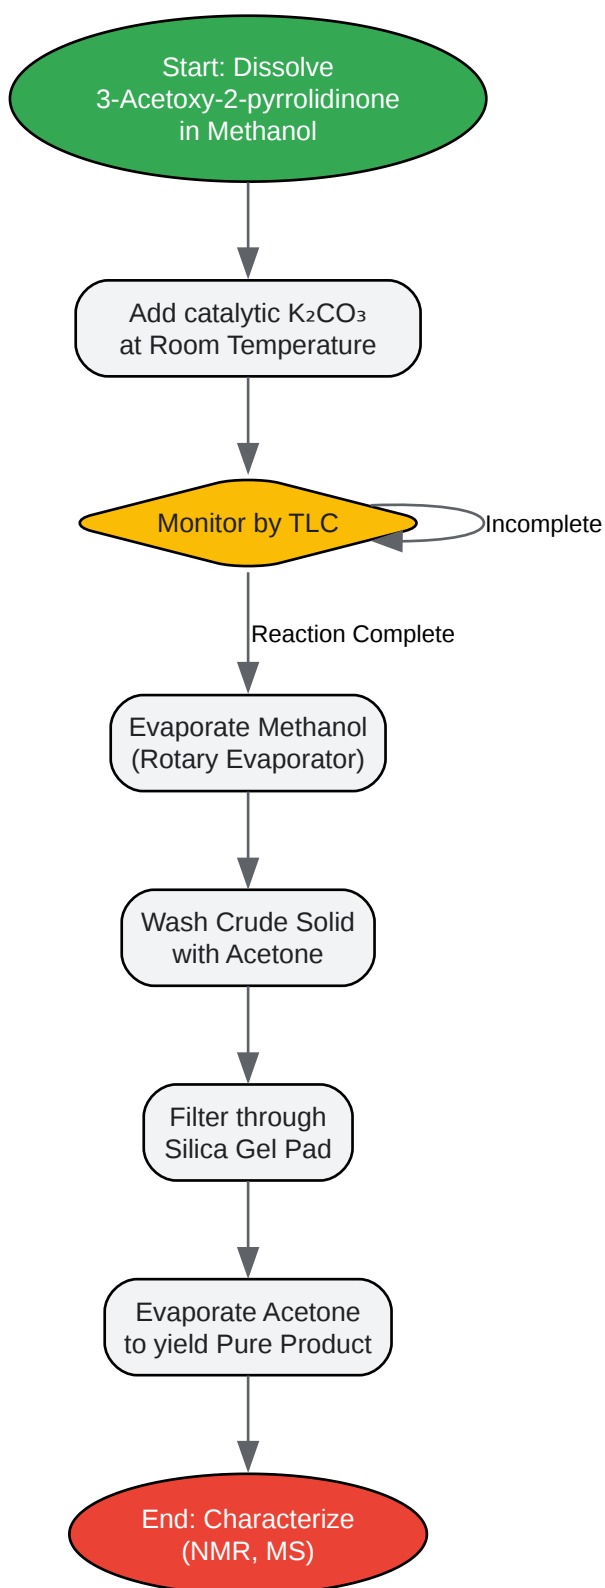 Start: Dissolve
3-Acetoxy-2-pyrrolidinone
in Methanol
Add catalytic K₂CO₃
at Room Temperature
Monitor by TLC
Incomplete
Reaction Complete
Evaporate Methanol
(Rotary Evaporator)
Wash Crude Solid
with Acetone
Filter through
Silica Gel Pad
Evaporate Acetone
to yield Pure Product
End: Characterize
(NMR, MS)